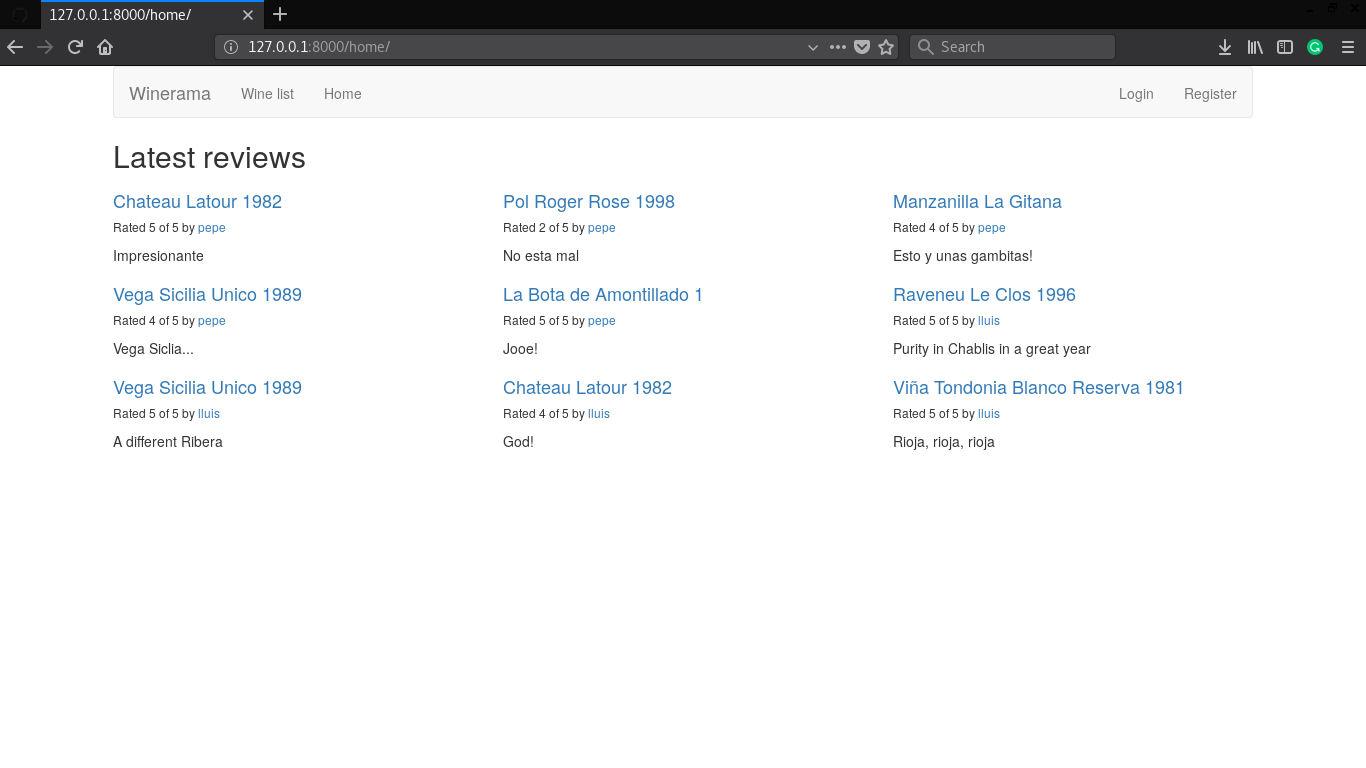 127.0.0.1:8000/home/
127.0.0.1:8000/home/
Search
Winerama Wine list Home Login Register
Latest reviews
Chateau Latour 1982
Rated 5 of 5 by pepe
Impresionante
Pol Roger Rose 1998
Rated 2 of 5 by pepe
No esta mal
Manzanilla La Gitana
Rated 4 of 5 by pepe
Esto y unas gambitas!
Vega Sicilia Unico 1989
Rated 4 of 5 by pepe
Vega Siclia...
La Bota de Amontillado 1
Rated 5 of 5 by pepe
Jooe!
Raveneu Le Clos 1996
Rated 5 of 5 by lluis
Purity in Chablis in a great year
Vega Sicilia Unico 1989
Rated 5 of 5 by lluis
A different Ribera
Chateau Latour 1982
Rated 4 of 5 by lluis
God!
Viña Tondonia Blanco Reserva 1981
Rated 5 of 5 by lluis
Rioja, rioja, rioja